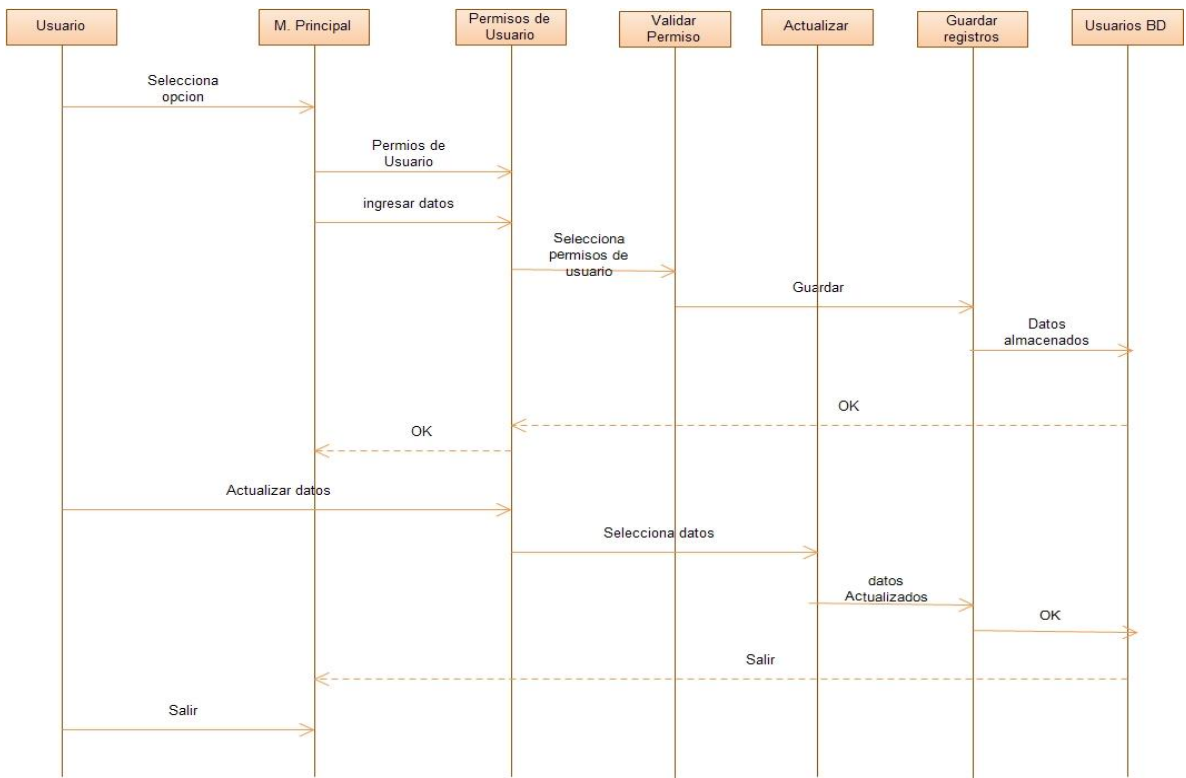 Usuario
M. Principal
Permisos de
Usuario
Validar
Permiso
Actualizar
Guardar
registros
Usuarios BD
Selecciona
opcion
Permios de
Usuario
ingresar datos
Selecciona
permisos de
usuario
Guardar
Datos
almacenados
OK
OK
Actualizar datos
Selecciona datos
datos
Actualizados
OK
Salir
Salir